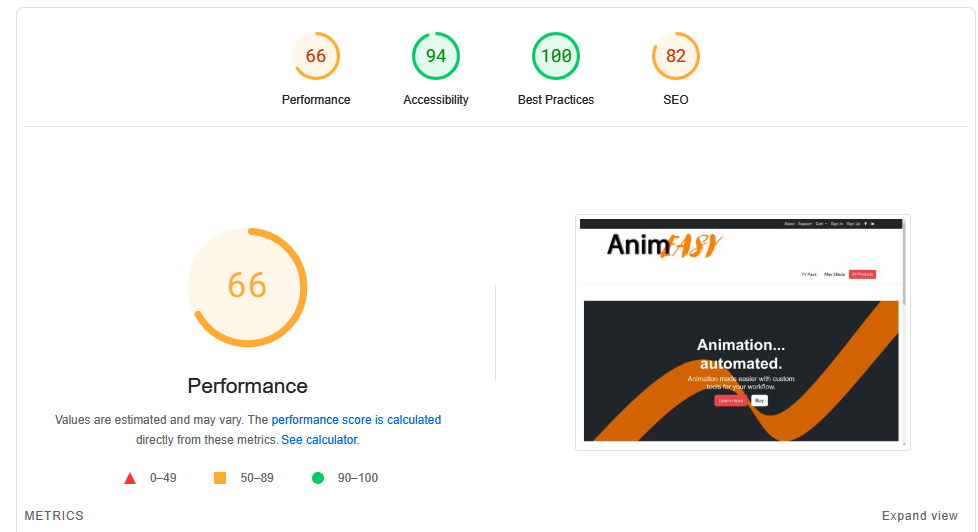 66
94
100
82
Performance
Accessibility
Best Practices
SEO
66
Performance
Values are estimated and may vary. The performance score is calculated
directly from these metrics. See calculator.
0–49
50–89
90–100
About Support Cart Sign In Sign Up
AnimEASY
TV Paint After Effects All Products
Animation...
automated.
Animation made easier with custom
tools for your workflow.
Learn more Buy
METRICS
Expand view